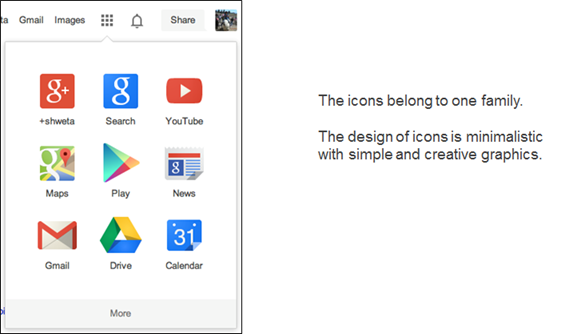 ta Gmail Images Share
g+ g
+shweta Search YouTube
g
Maps Play News
31
Gmail Drive Calendar
More
The icons belong to one family.
The design of icons is minimalistic
with simple and creative graphics.